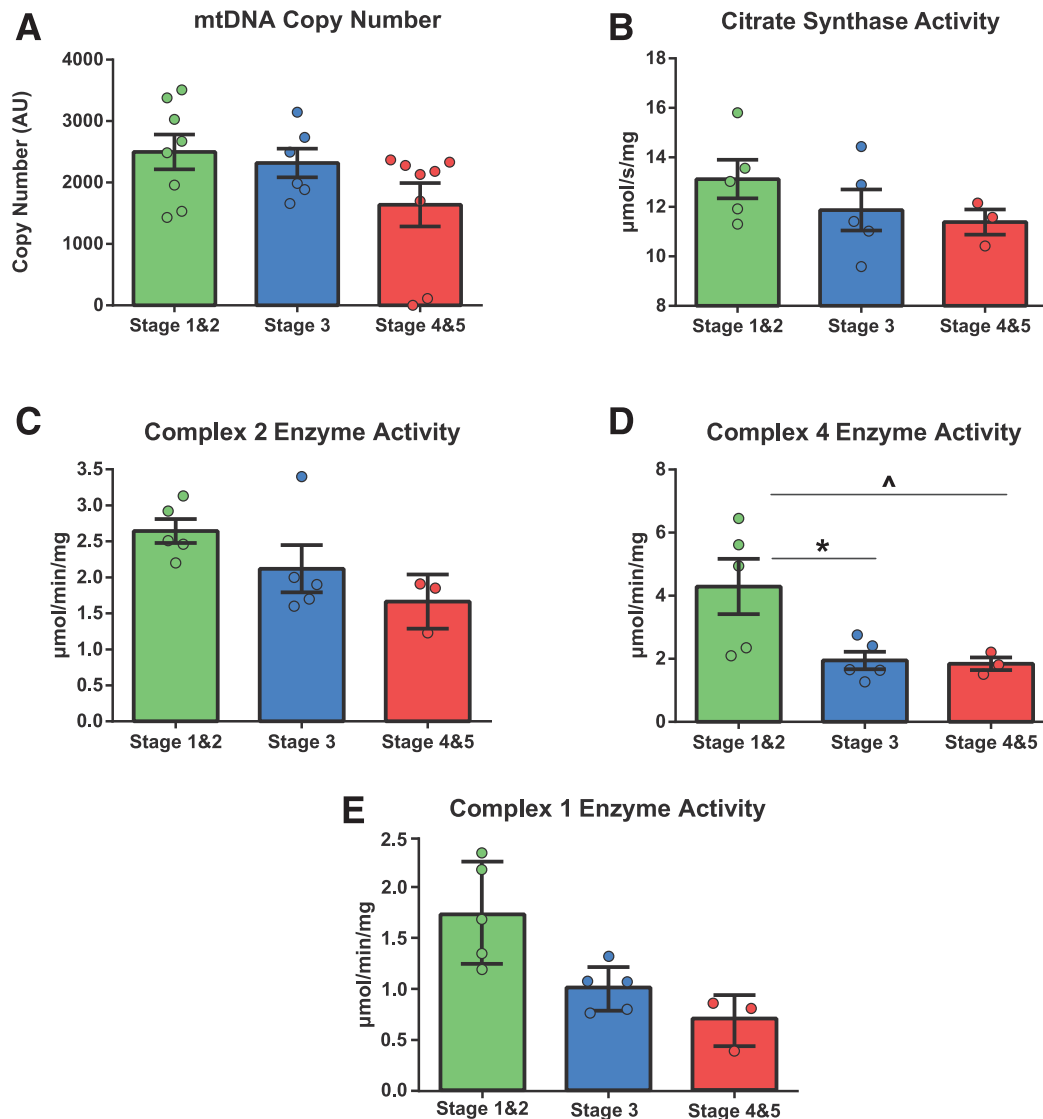 A
mtDNA Copy Number
Copy Number (AU)
4000
3000
2000
1000
0
Stage 1&2
Stage 3
Stage 4&5
B
Citrate Synthase Activity
µmol/s/mg
18
16
14
12
10
8
Stage 1&2
Stage 3
Stage 4&5
C
Complex 2 Enzyme Activity
µmol/min/mg
3.5
3.0
2.5
2.0
1.5
1.0
0.5
0.0
Stage 1&2
Stage 3
Stage 4&5
D
Complex 4 Enzyme Activity
µmol/min/mg
8
6
4
2
0
^
*
Stage 1&2
Stage 3
Stage 4&5
E
Complex 1 Enzyme Activity
µmol/min/mg
2.5
2.0
1.5
1.0
0.5
0.0
Stage 1&2
Stage 3
Stage 4&5